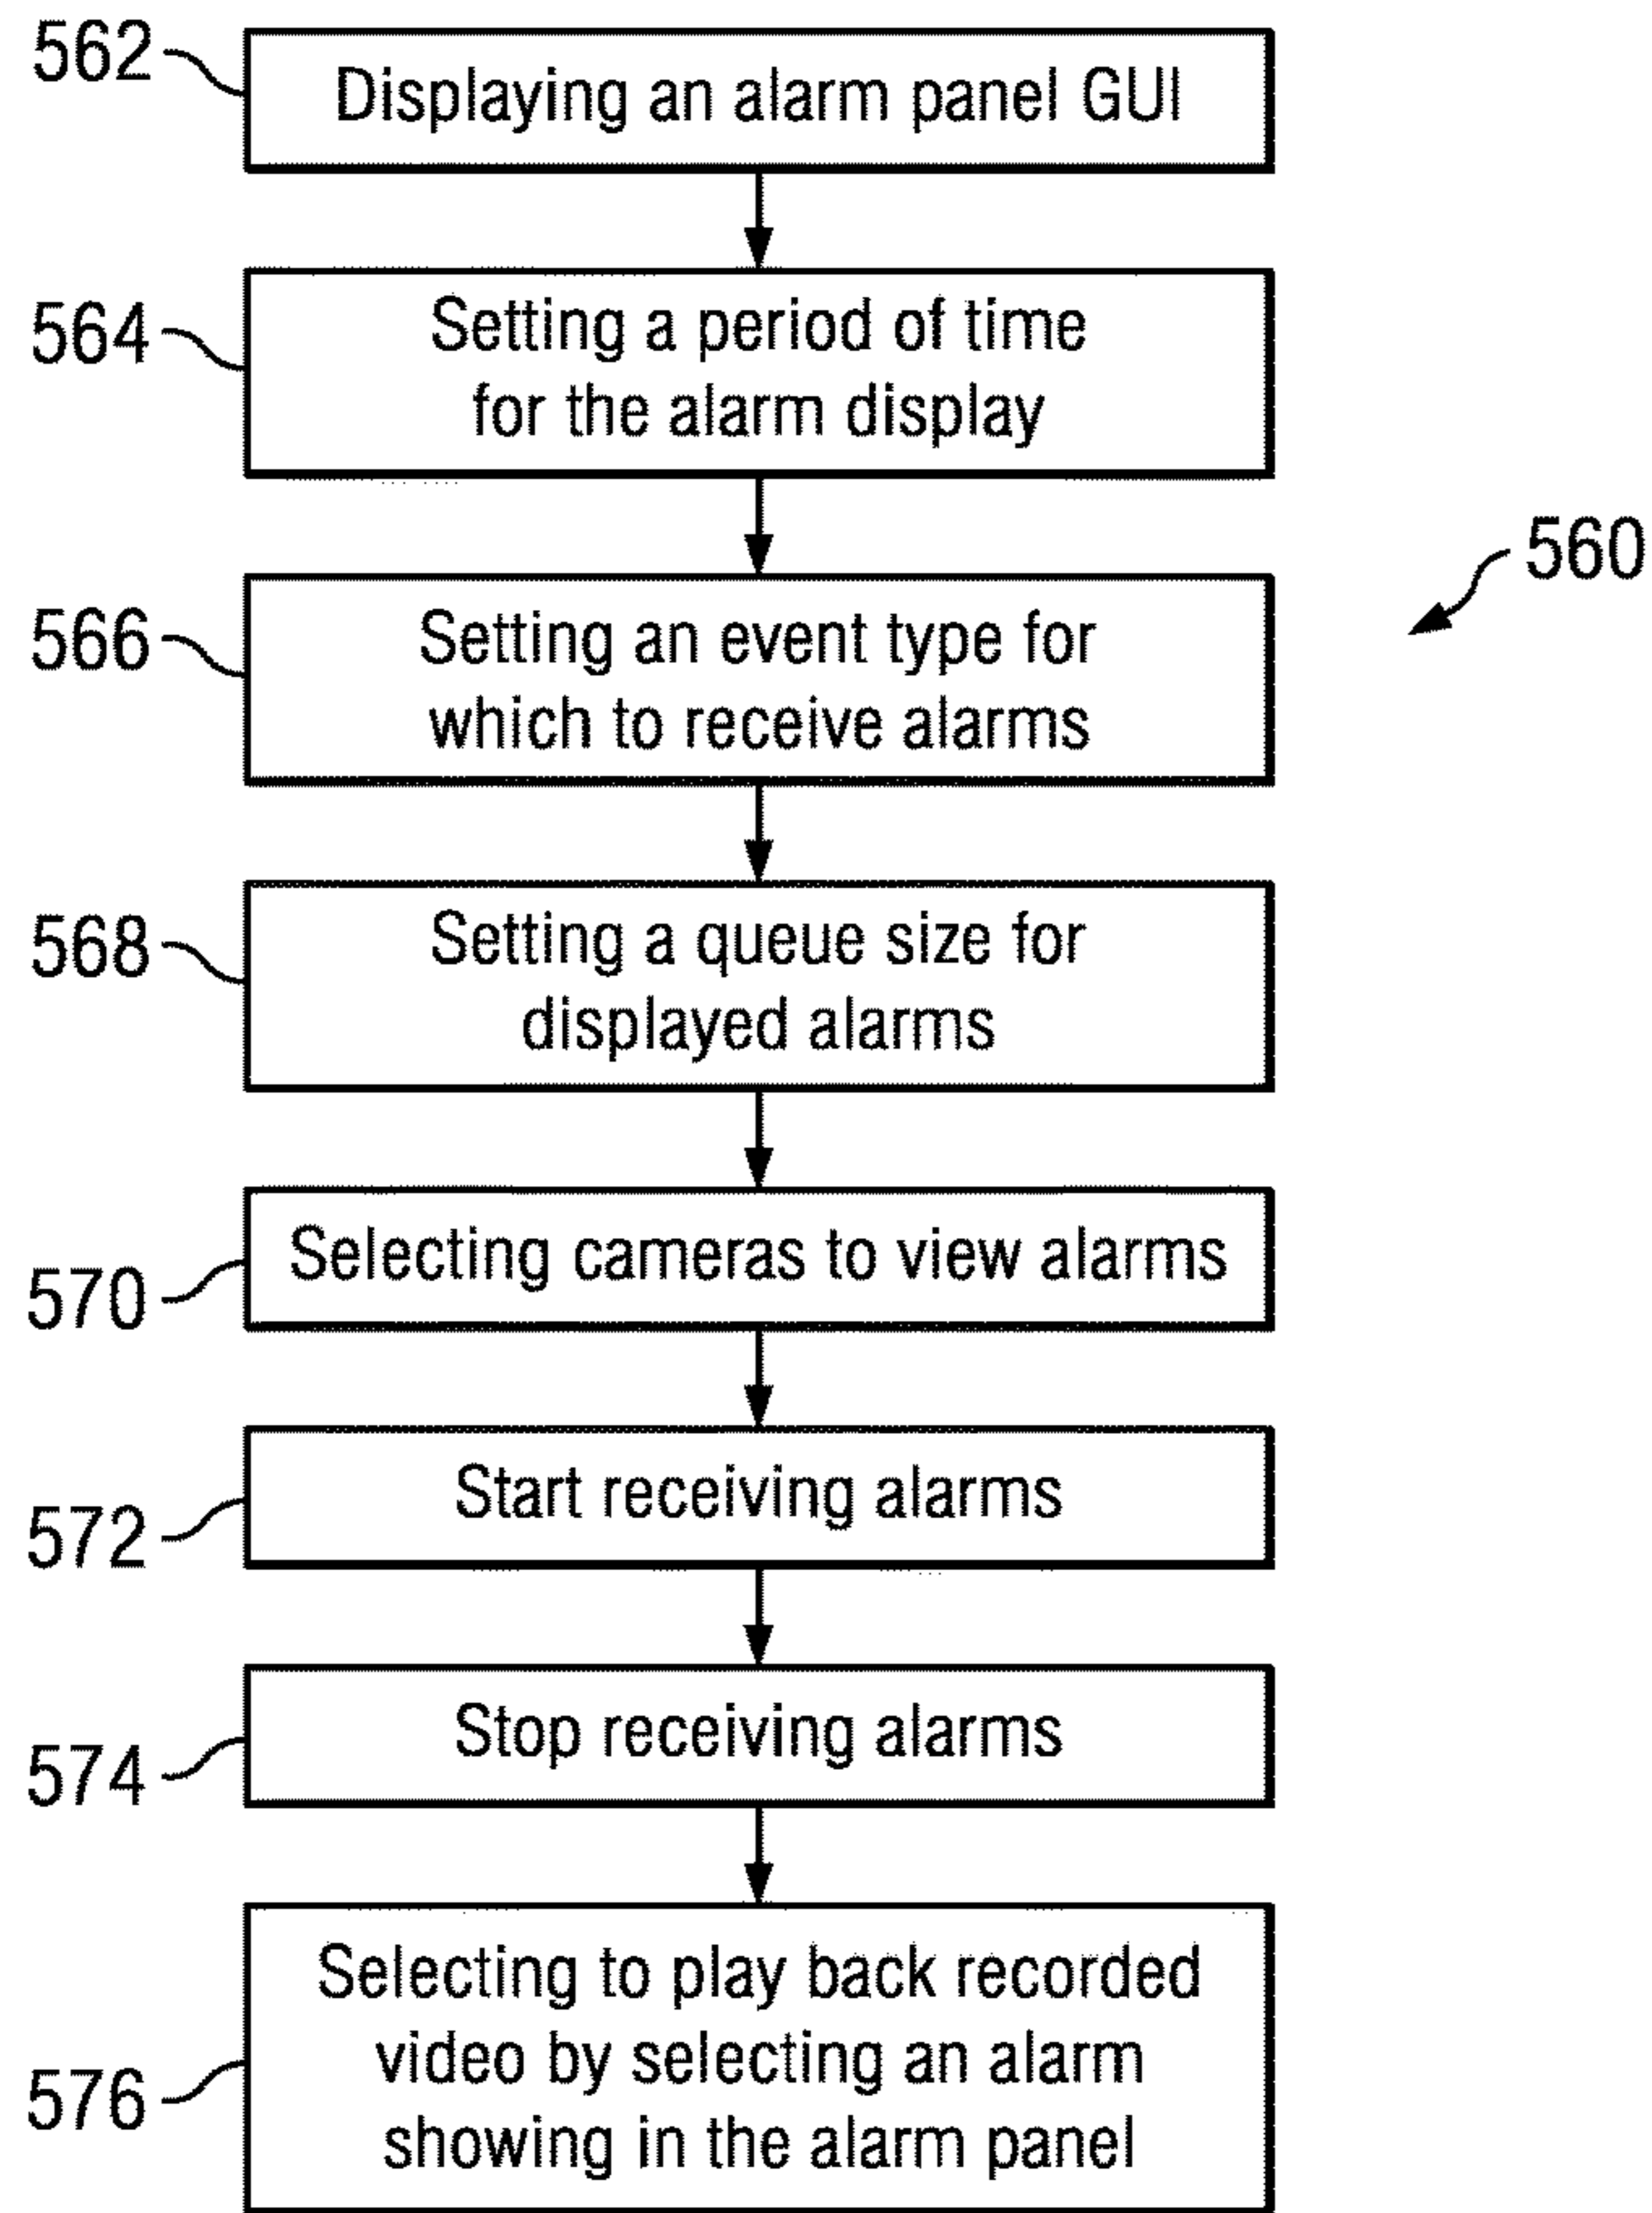 562
Displaying an alarm panel GUI
564
Setting a period of time
for the alarm display
560
566
Setting an event type for
which to receive alarms
568
Setting a queue size for
displayed alarms
570
Selecting cameras to view alarms
572
Start receiving alarms
574
Stop receiving alarms
576
Selecting to play back recorded
video by selecting an alarm
showing in the alarm panel